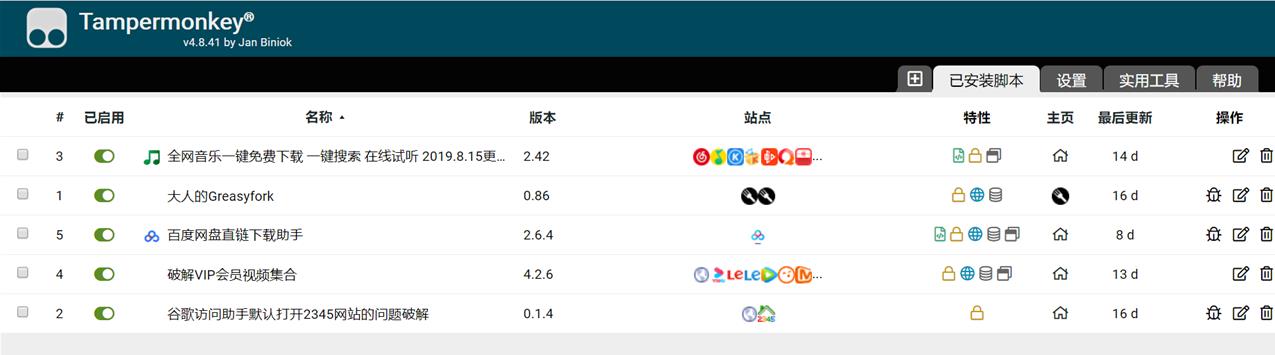 Tampermonkey®
v4.8.41 by Jan Biniok
已安装脚本 设置 实用工具 帮助
# 已启用 名称 版本 站点 特性 主页 最后更新 操作
3 全网音乐一键免费下载 一键搜索 在线试听 2019.8.15更... 2.42 ... 14 d
1 大人的Greasyfork 0.86 16 d
5 百度网盘直链下载助手 2.6.4 8 d
4 破解VIP会员视频集合 4.2.6 LeLe ... 13 d
2 谷歌访问助手默认打开2345网站的问题破解 0.1.4 2345 16 d